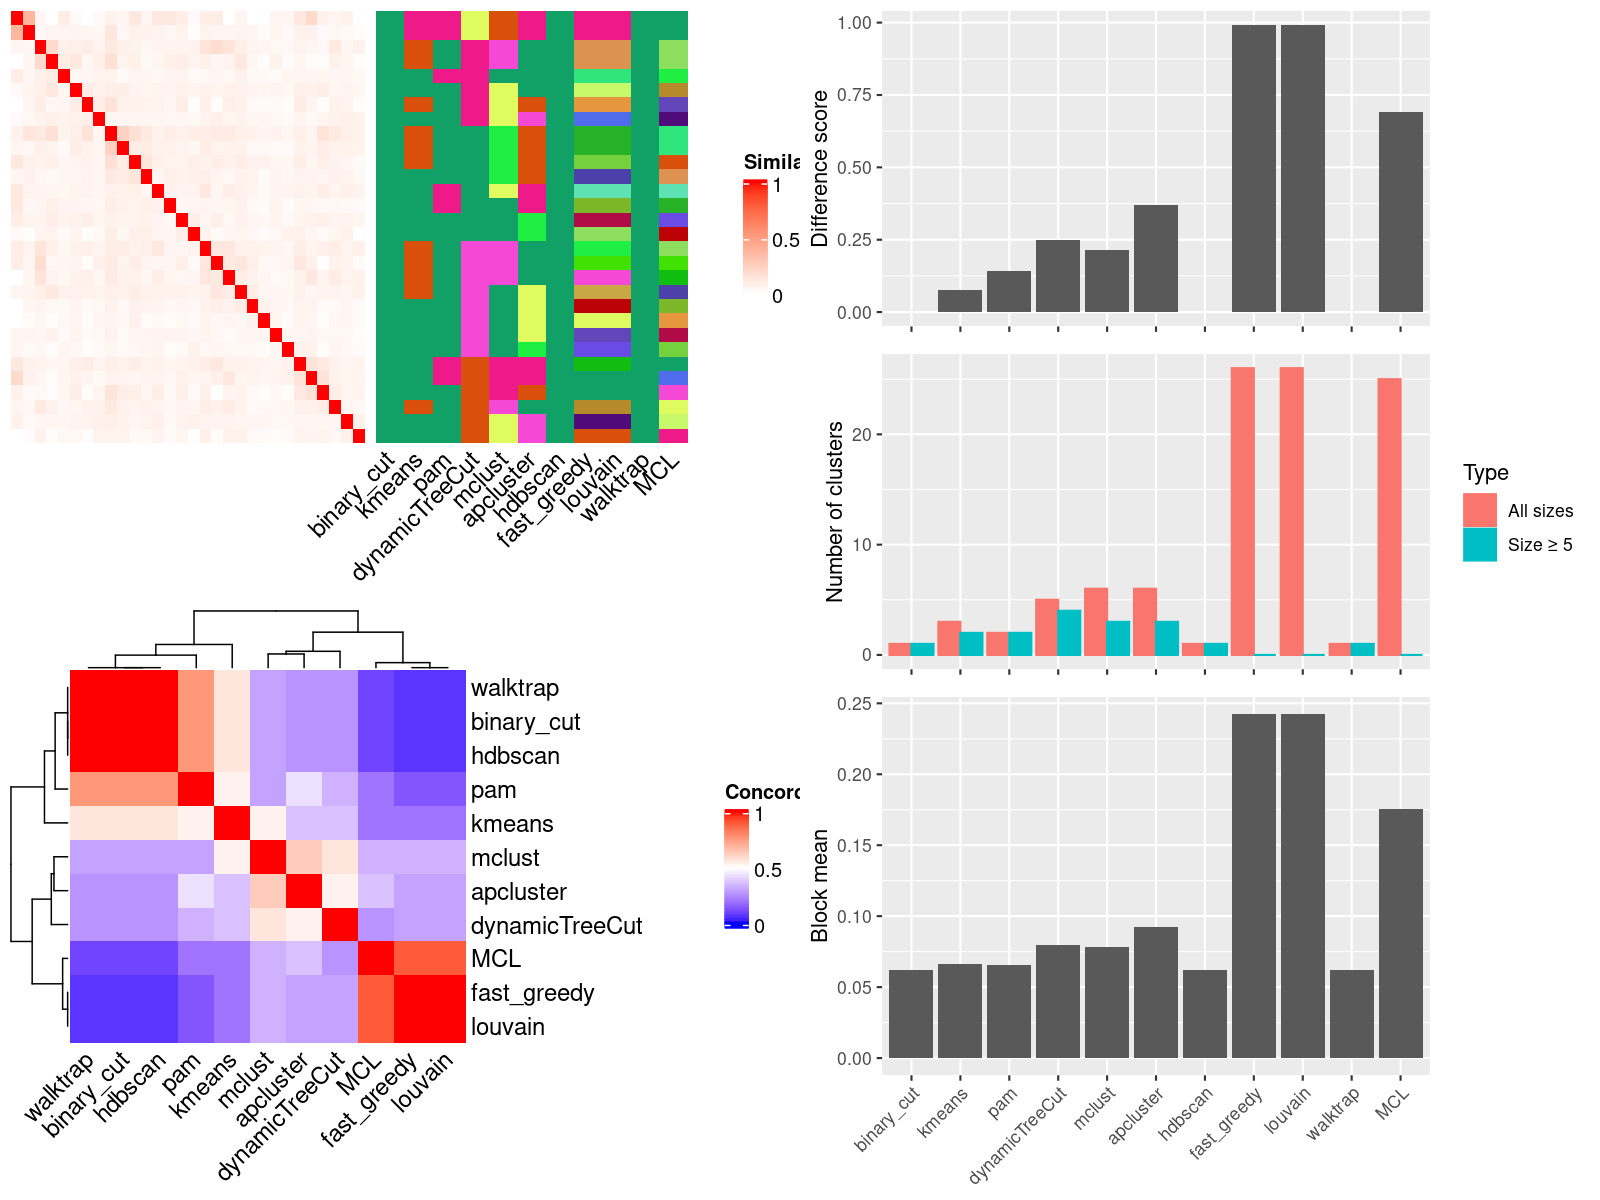 Simila
1
0.5
0
binary_cut
kmeans
pam
dynamicTreeCut
mclust
apcluster
hdbscan
fast_greedy
louvain
walktrap
MCL
walktrap
binary_cut
hdbscan
pam
kmeans
mclust
apcluster
dynamicTreeCut
MCL
fast_greedy
louvain
walktrap
binary_cut
hdbscan
pam
kmeans
mclust
apcluster
dynamicTreeCut
MCL
fast_greedy
louvain
Concord
1
0.5
0
Difference score
1.00
0.75
0.50
0.25
0.00
Number of clusters
20
10
0
Type
All sizes
Size ≥ 5
Block mean
0.25
0.20
0.15
0.10
0.05
0.00
binary_cut
kmeans
pam
dynamicTreeCut
mclust
apcluster
hdbscan
fast_greedy
louvain
walktrap
MCL